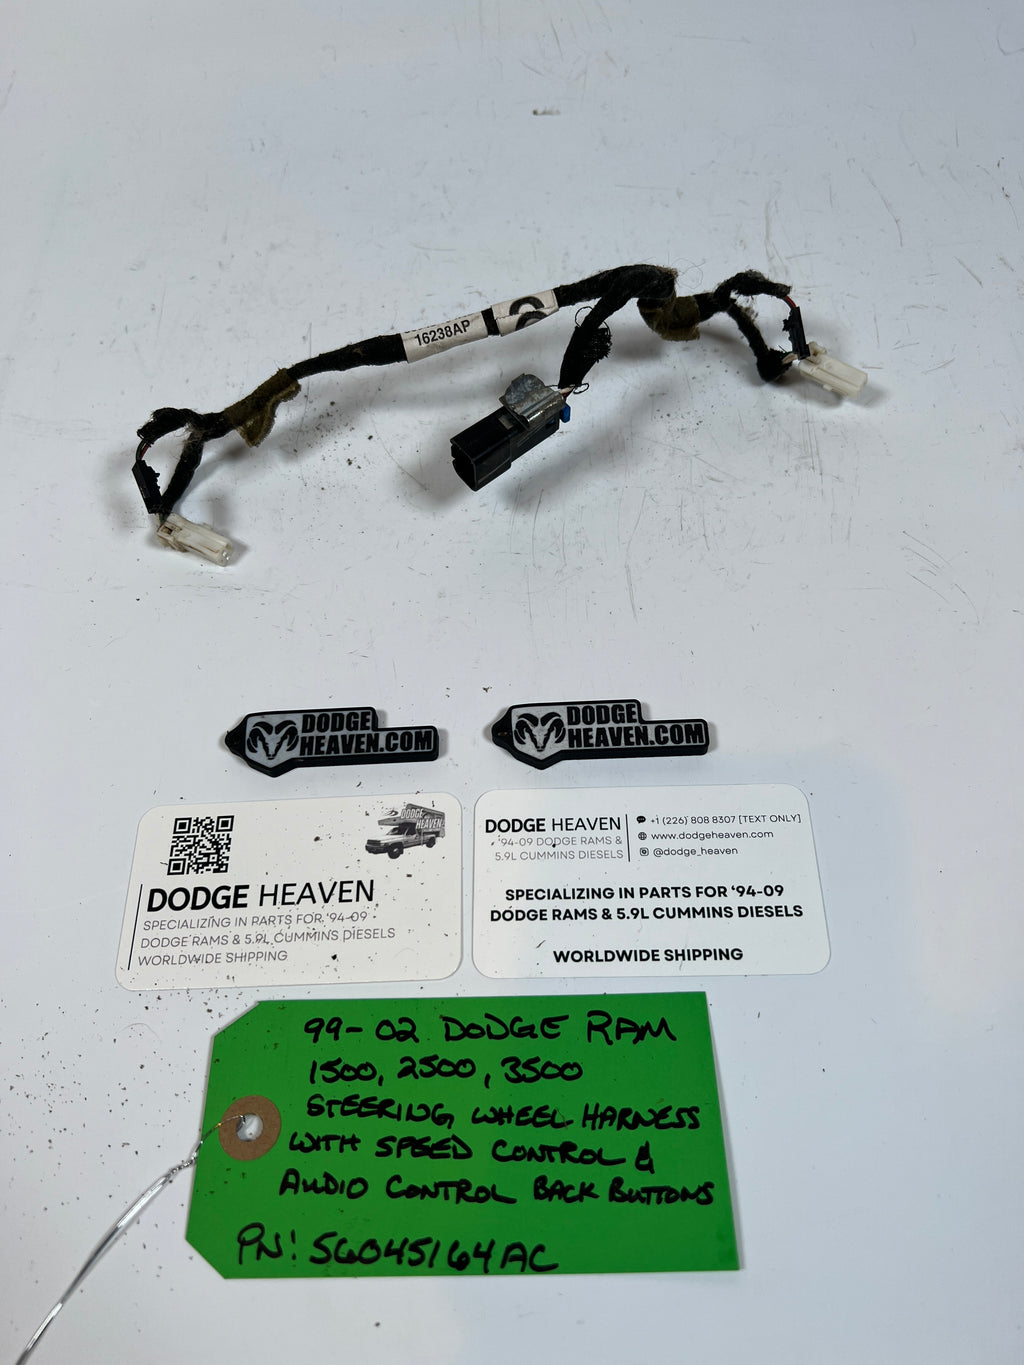 16238AP
DODGE
HEAVEN.COM
DODGE
HEAVEN.COM
DODGE
HEAVEN
DODGE HEAVEN
SPECIALIZING IN PARTS FOR '94-09
DODGE RAMS & 5.9L CUMMINS DIESELS
WORLDWIDE SHIPPING
DODGE HEAVEN
'94-09 DODGE RAMS &
5.9L CUMMINS DIESELS
+1 (226) 808 8307 [TEXT ONLY]
www.dodgeheaven.com
@dodge_heaven
SPECIALIZING IN PARTS FOR '94-09
DODGE RAMS & 5.9L CUMMINS DIESELS
WORLDWIDE SHIPPING
99-02 DODGE RAM
1500, 2500, 3500
STEERING WHEEL HARNESS
WITH SPEED CONTROL &
AUDIO CONTROL BACK BUTTONS
PN: 56045164AC